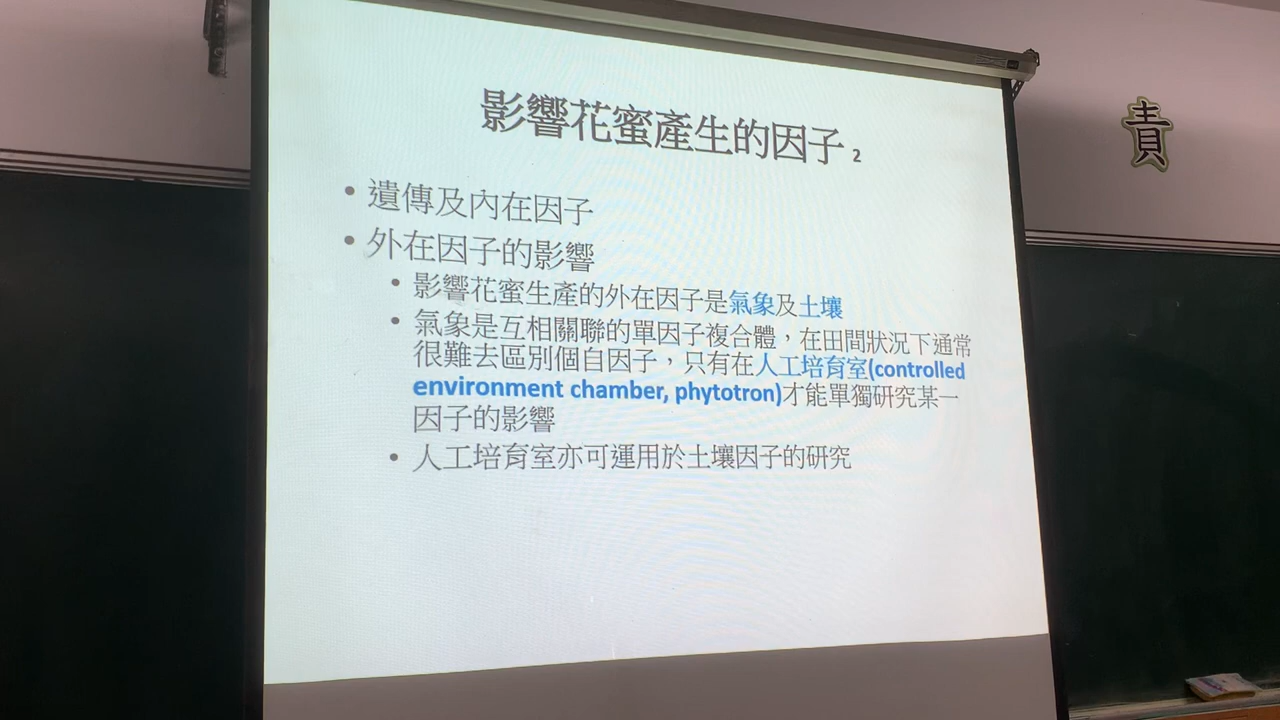 影響花蜜產生的因子 2
責
• 遺傳及內在因子
• 外在因子的影響
• 影響花蜜生產的外在因子是氣象及土壤
• 氣象是互相關聯的單因子複合體，在田間狀況下通常
很難去區別個自因子，只有在人工培育室(controlled
environment chamber, phytotron)才能單獨研究某一
因子的影響
• 人工培育室亦可運用於土壤因子的研究